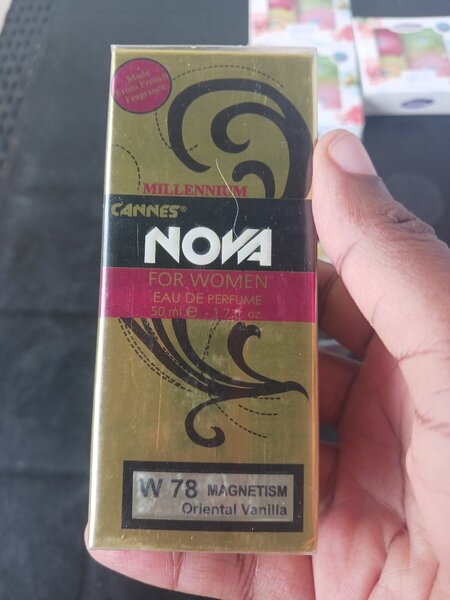 Made
From French
Fragrance
MILLENNIUM
CANNES®
NOVA
FOR WOMEN
EAU DE PERFUME
50 ml.e - 1.7 fl. oz.
W 78 MAGNETISM
Oriental Vanilla